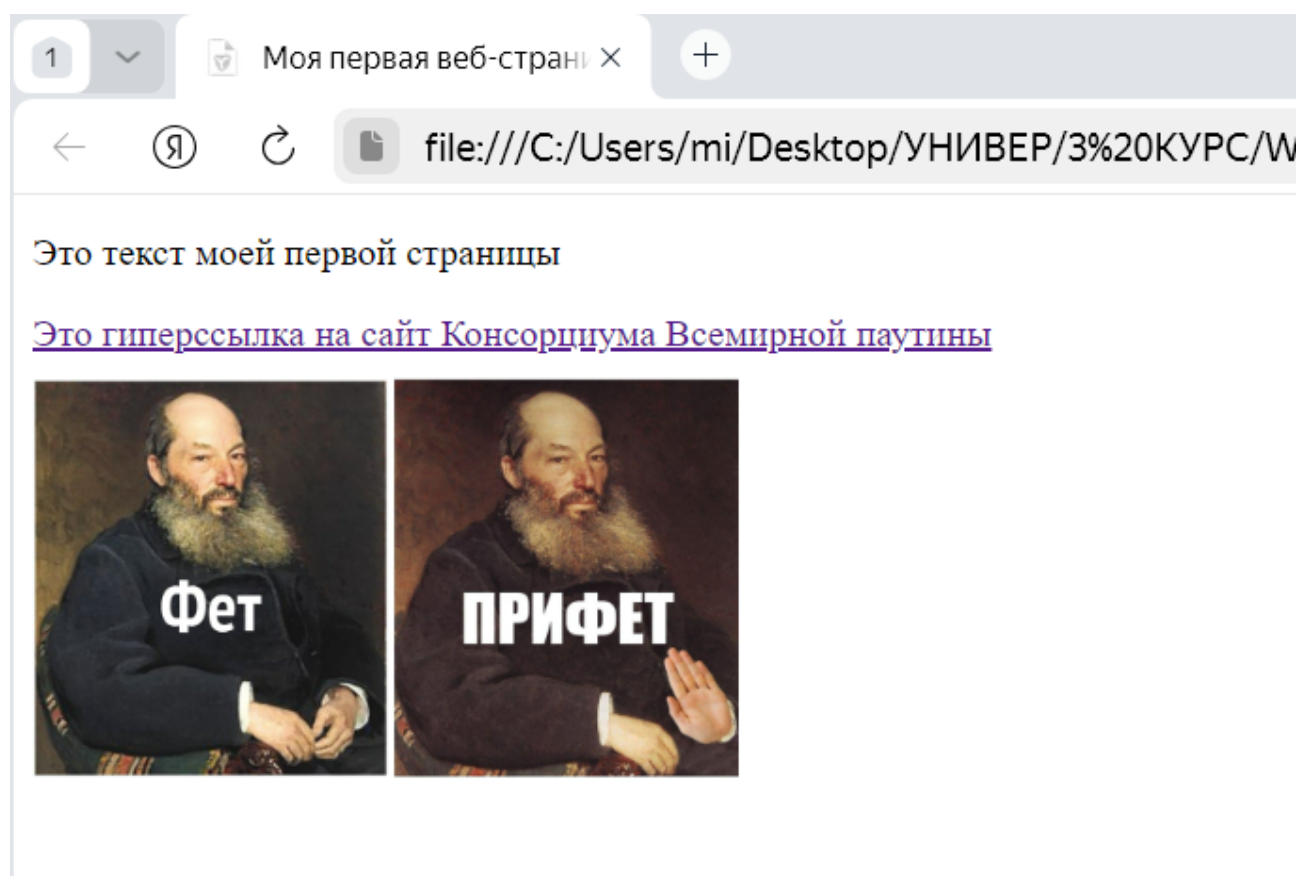 1
Моя первая веб-страни
Я
file:///C:/Users/mi/Desktop/УНИВЕР/3%20КУРС/W
Это текст моей первой страницы
Это гиперссылка на сайт Консорциума Всемирной паутины
Фет
ПРИФЕТ